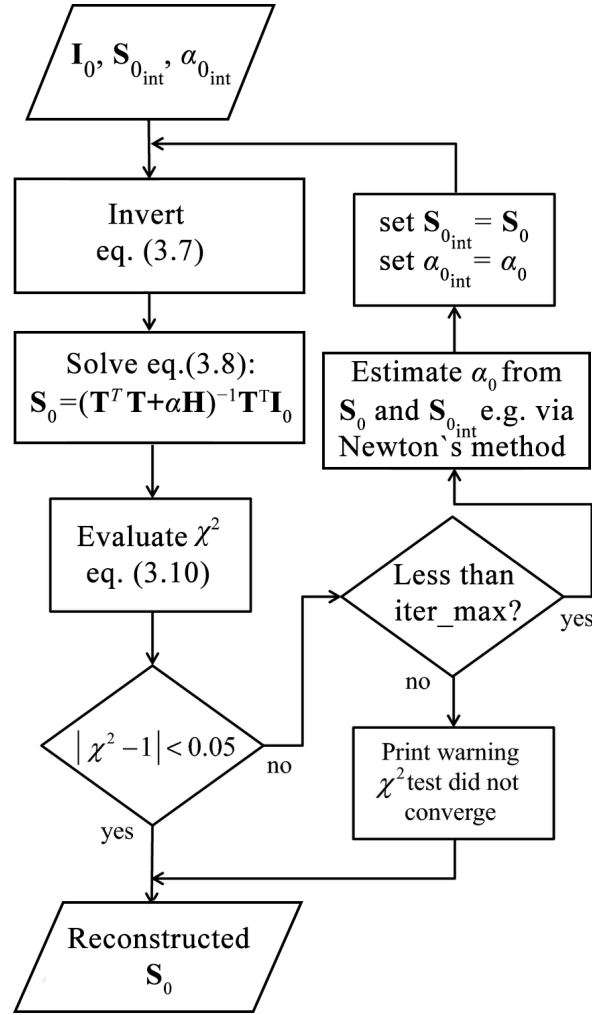 I₀, S₀ᵢₙₜ, α₀ᵢₙₜ
Invert
eq. (3.7)
Solve eq.(3.8):
S₀=(Tᵀ T+αH)⁻¹TᵀI₀
Evaluate χ²
eq. (3.10)
|χ²−1|<0.05
no
yes
Less than
iter_max?
yes
no
Estimate α₀ from
S₀ and S₀ᵢₙₜ e.g. via
Newton`s method
set S₀ᵢₙₜ= S₀
set α₀ᵢₙₜ= α₀
Print warning
χ² test did not
converge
Reconstructed
S₀